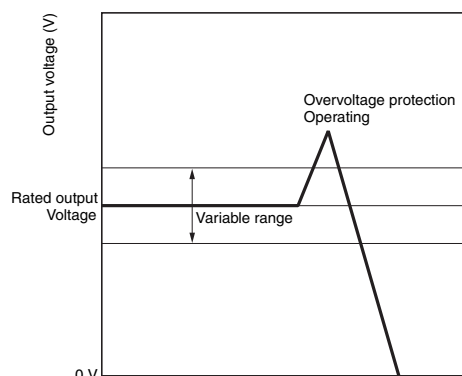 Output voltage (V)
Overvoltage protection
Operating
Rated output
Voltage
Variable range
0 V